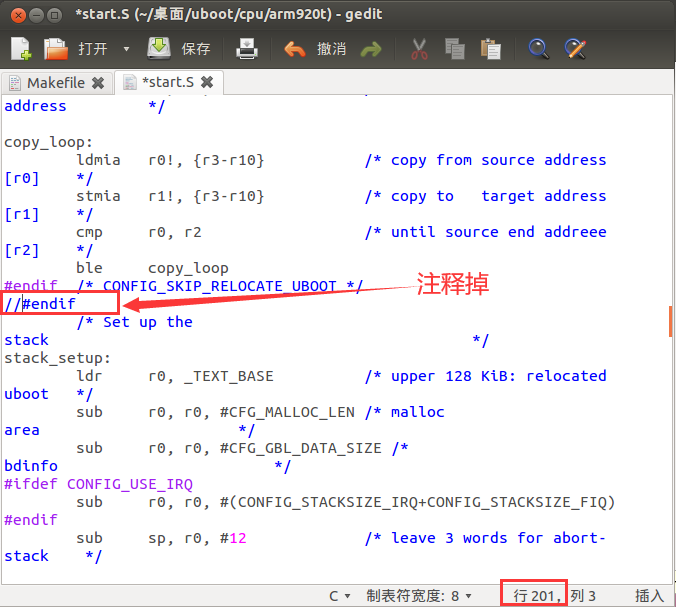 *start.S (~/桌面/uboot/cpu/arm920t) - gedit
打开 保存 撤消
Makefile *start.S
address */
copy_loop:
ldmia r0!, {r3-r10} /* copy from source address
[r0] */
stmia r1!, {r3-r10} /* copy to target address
[r1] */
cmp r0, r2 /* until source end addreee
[r2] */
ble copy_loop
#endif /* CONFIG_SKIP_RELOCATE_UBOOT */
注释掉
//#endif
/* Set up the
stack */
stack_setup:
ldr r0, _TEXT_BASE /* upper 128 KiB: relocated
uboot */
sub r0, r0, #CFG_MALLOC_LEN /* malloc
area */
sub r0, r0, #CFG_GBL_DATA_SIZE /*
bdinfo */
#ifdef CONFIG_USE_IRQ
sub r0, r0, #(CONFIG_STACKSIZE_IRQ+CONFIG_STACKSIZE_FIQ)
#endif
sub sp, r0, #12 /* leave 3 words for abort-
stack */
C 制表符宽度: 8 行 201, 列 3 插入